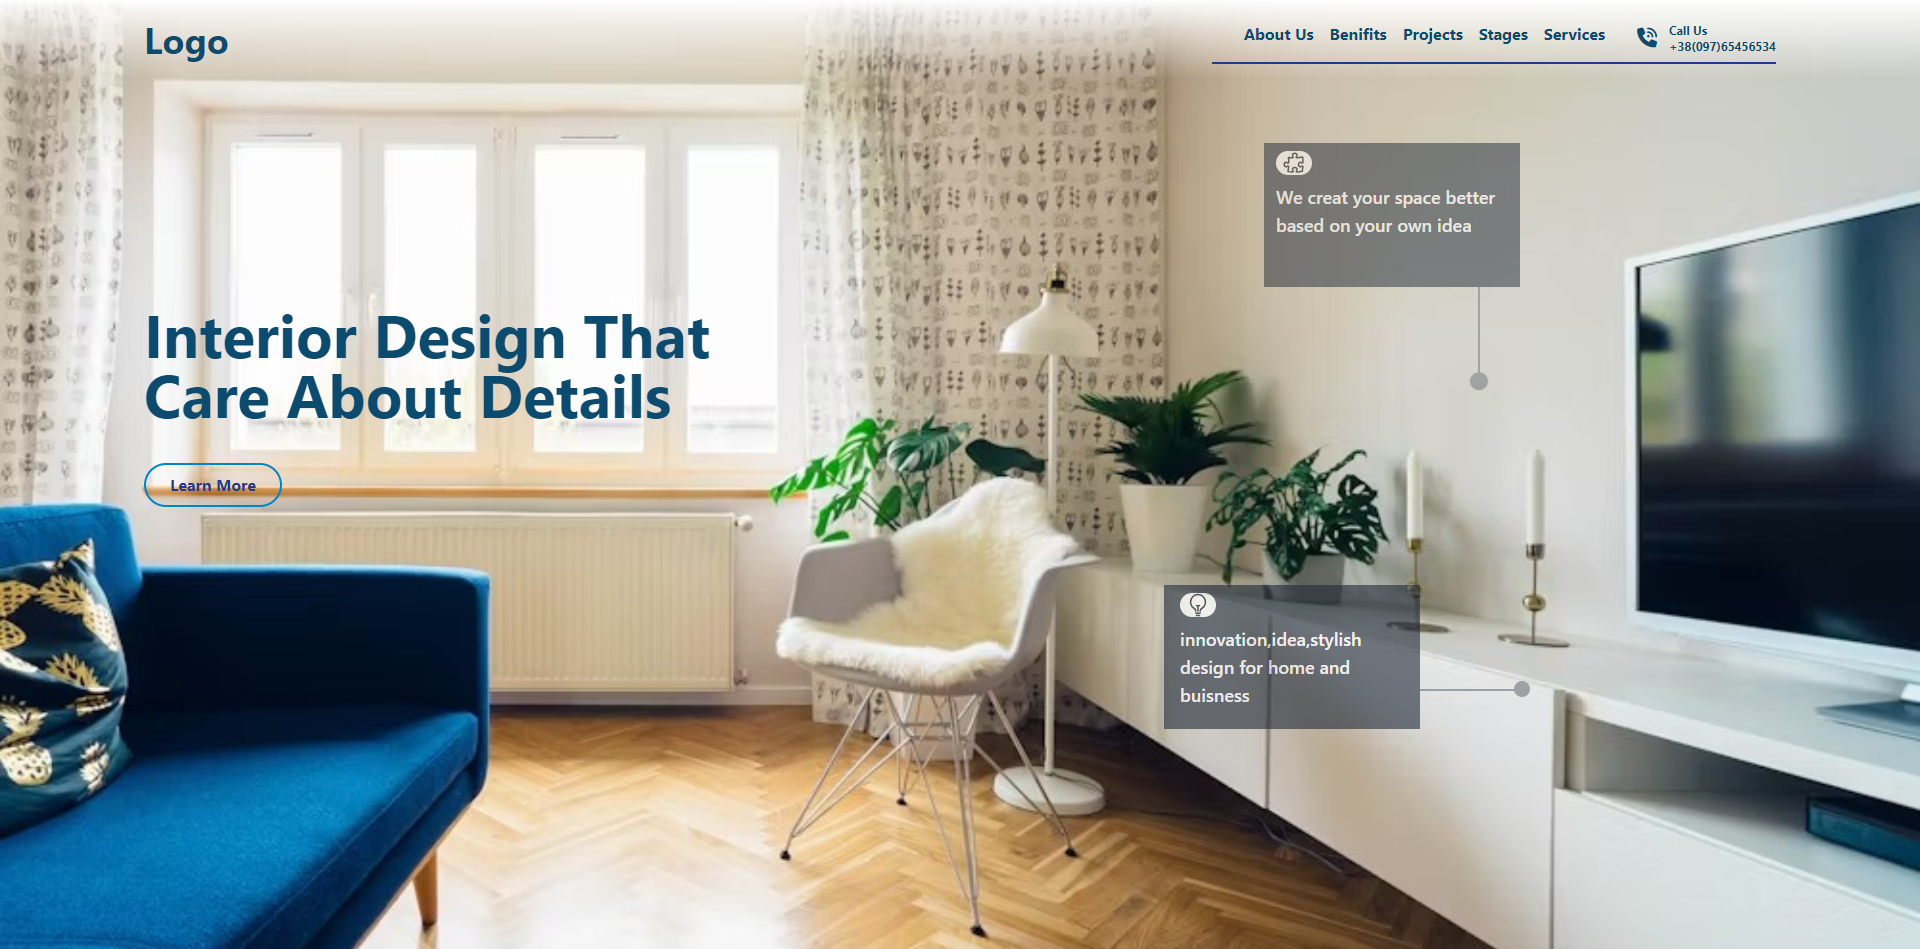 Logo
About Us Benifits Projects Stages Services
Call Us
+38(097)65456534
We creat your space better
based on your own idea
Interior Design That
Care About Details
Learn More
innovation,idea,stylish
design for home and
buisness